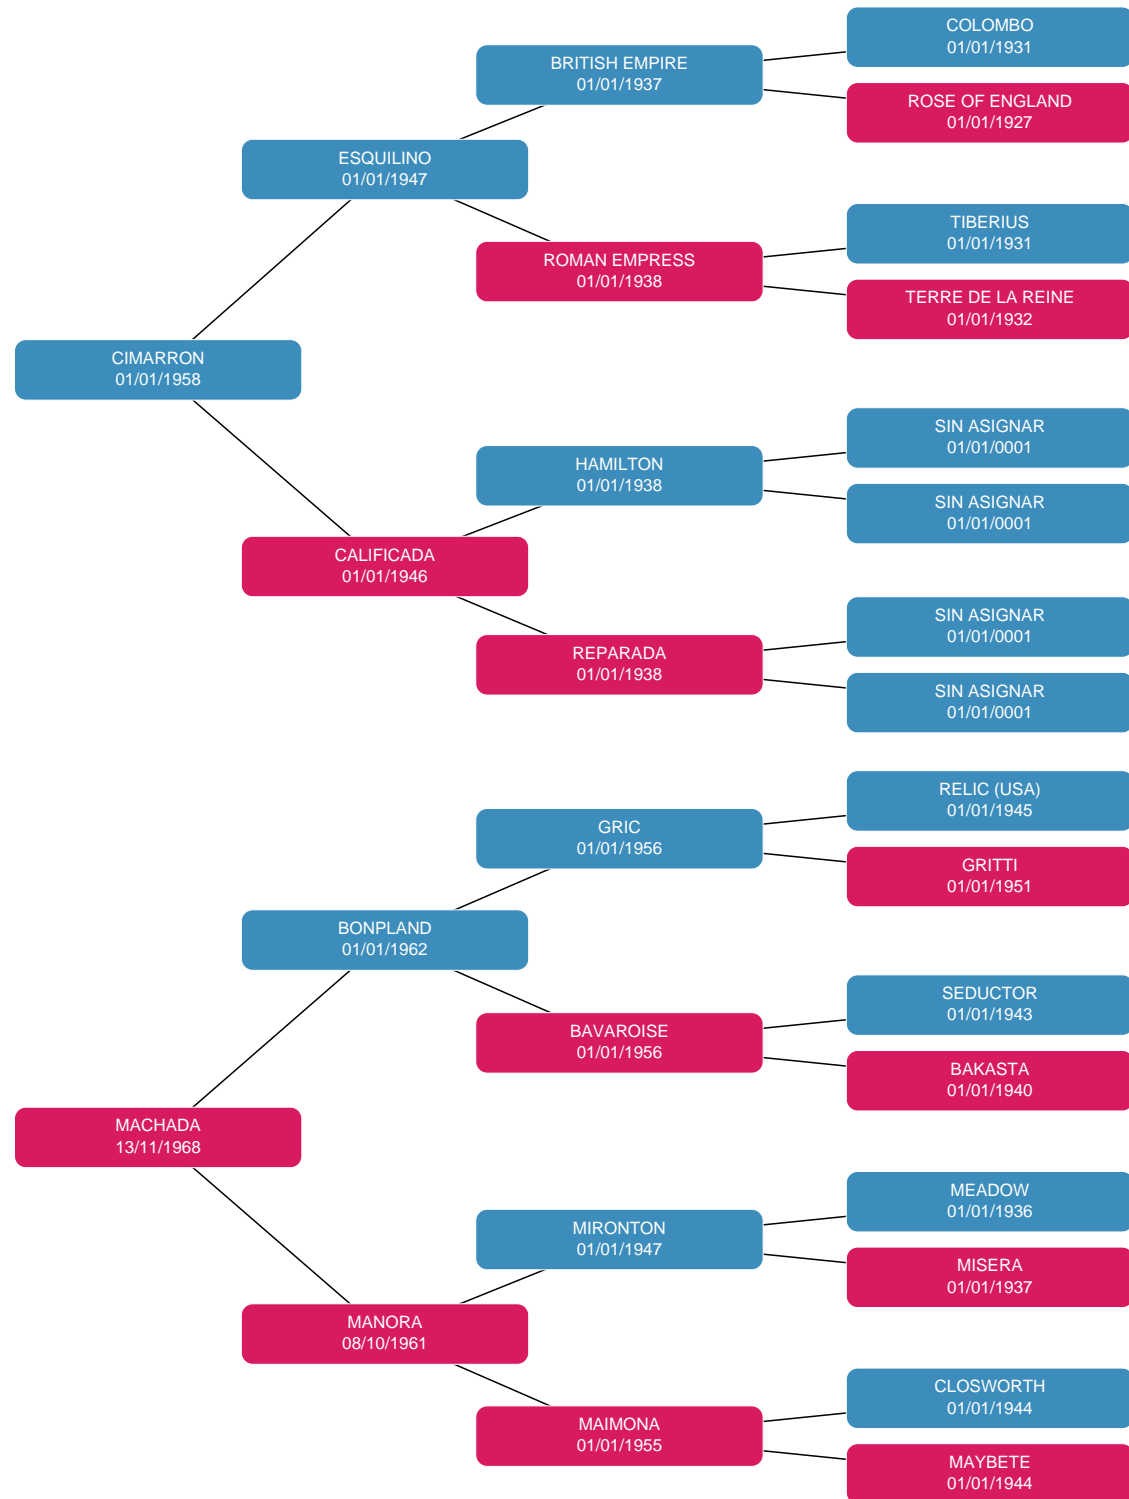 COLOMBO
01/01/1931
BRITISH EMPIRE
01/01/1937
ROSE OF ENGLAND
01/01/1927
ESQUILINO
01/01/1947
TIBERIUS
01/01/1931
ROMAN EMPRESS
01/01/1938
TERRE DE LA REINE
01/01/1932
CIMARRON
01/01/1958
SIN ASIGNAR
01/01/0001
HAMILTON
01/01/1938
SIN ASIGNAR
01/01/0001
CALIFICADA
01/01/1946
SIN ASIGNAR
01/01/0001
REPARADA
01/01/1938
SIN ASIGNAR
01/01/0001
RELIC (USA)
01/01/1945
GRIC
01/01/1956
GRITTI
01/01/1951
BONPLAND
01/01/1962
SEDUCTOR
01/01/1943
BAVAROISE
01/01/1956
BAKASTA
01/01/1940
MACHADA
13/11/1968
MEADOW
01/01/1936
MIRONTON
01/01/1947
MISERA
01/01/1937
MANORA
08/10/1961
CLOSWORTH
01/01/1944
MAIMONA
01/01/1955
MAYBETE
01/01/1944